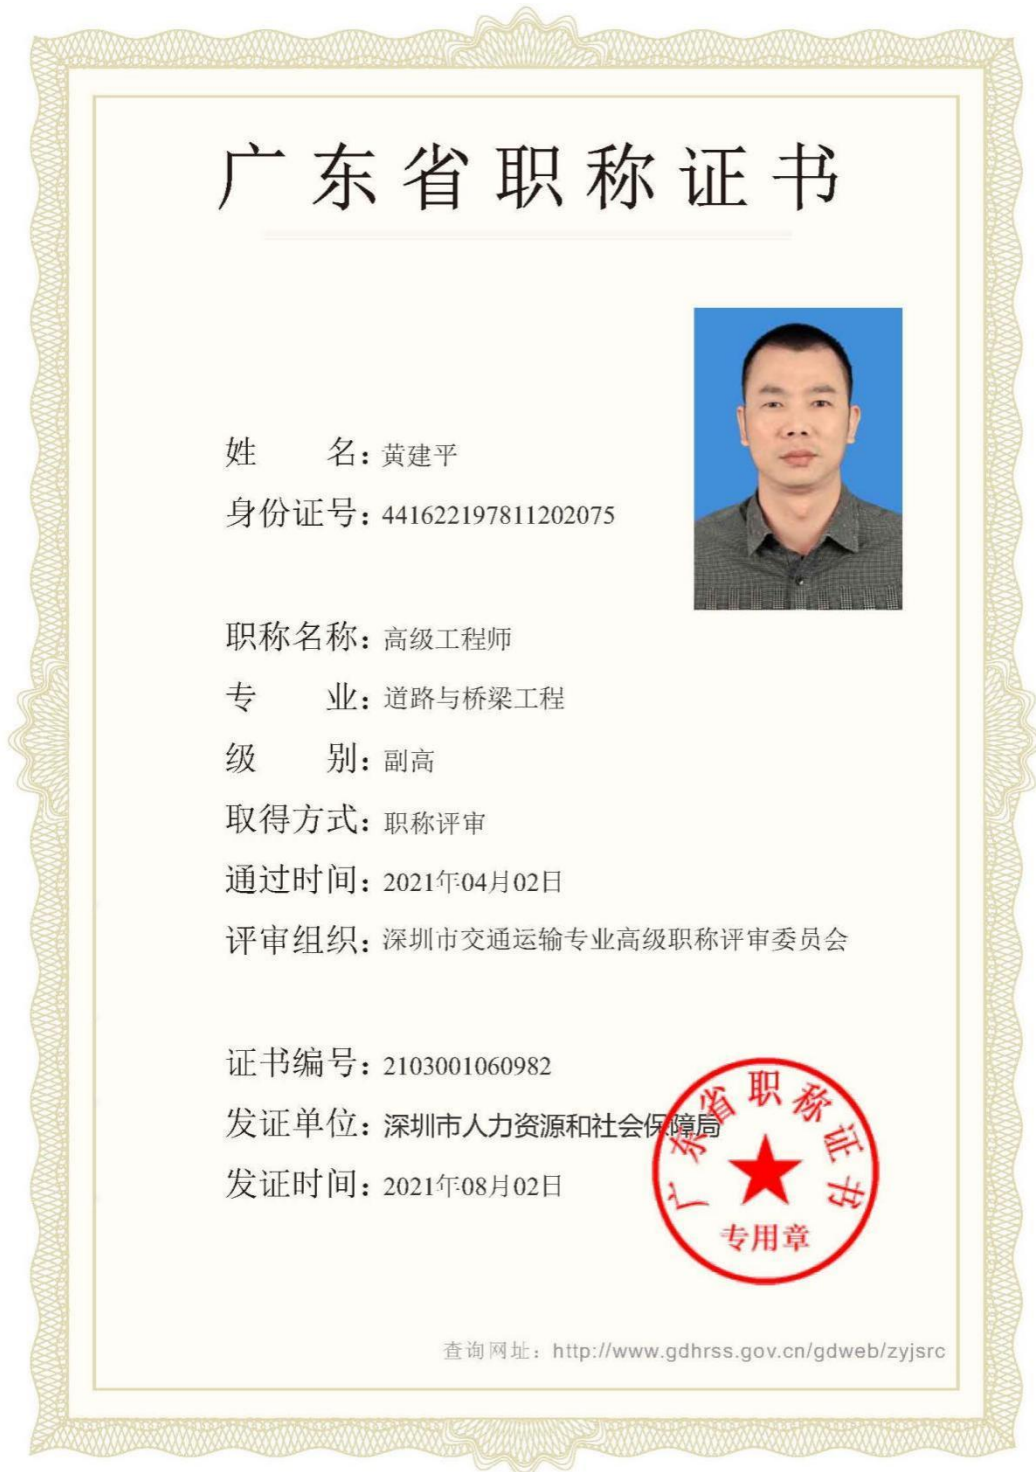 广东省职称证书
姓 名：黄建平
身份证号：441622197811202075
职称名称：高级工程师
专 业：道路与桥梁工程
级 别：副高
取得方式：职称评审
通过时间：2021年04月02日
评审组织：深圳市交通运输专业高级职称评审委员会
证书编号：2103001060982
发证单位：深圳市人力资源和社会保障局
发证时间：2021年08月02日
广东省职称证书
专用章
查询网址：http://www.gdhrss.gov.cn/gdweb/zyjsrc